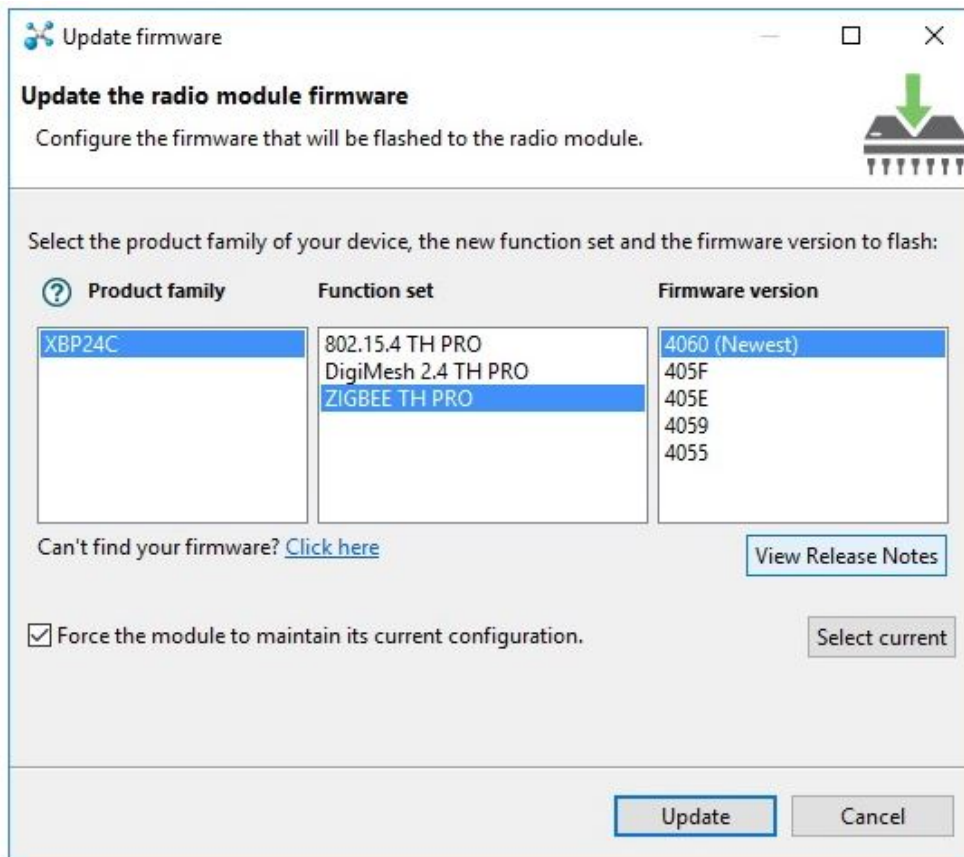 Update firmware
Update the radio module firmware
Configure the firmware that will be flashed to the radio module.
Select the product family of your device, the new function set and the firmware version to flash:
Product family
Function set
Firmware version
XBP24C
802.15.4 TH PRO
DigiMesh 2.4 TH PRO
ZIGBEE TH PRO
4060 (Newest)
405F
405E
4059
4055
Can't find your firmware? Click here
View Release Notes
Force the module to maintain its current configuration.
Select current
Update
Cancel